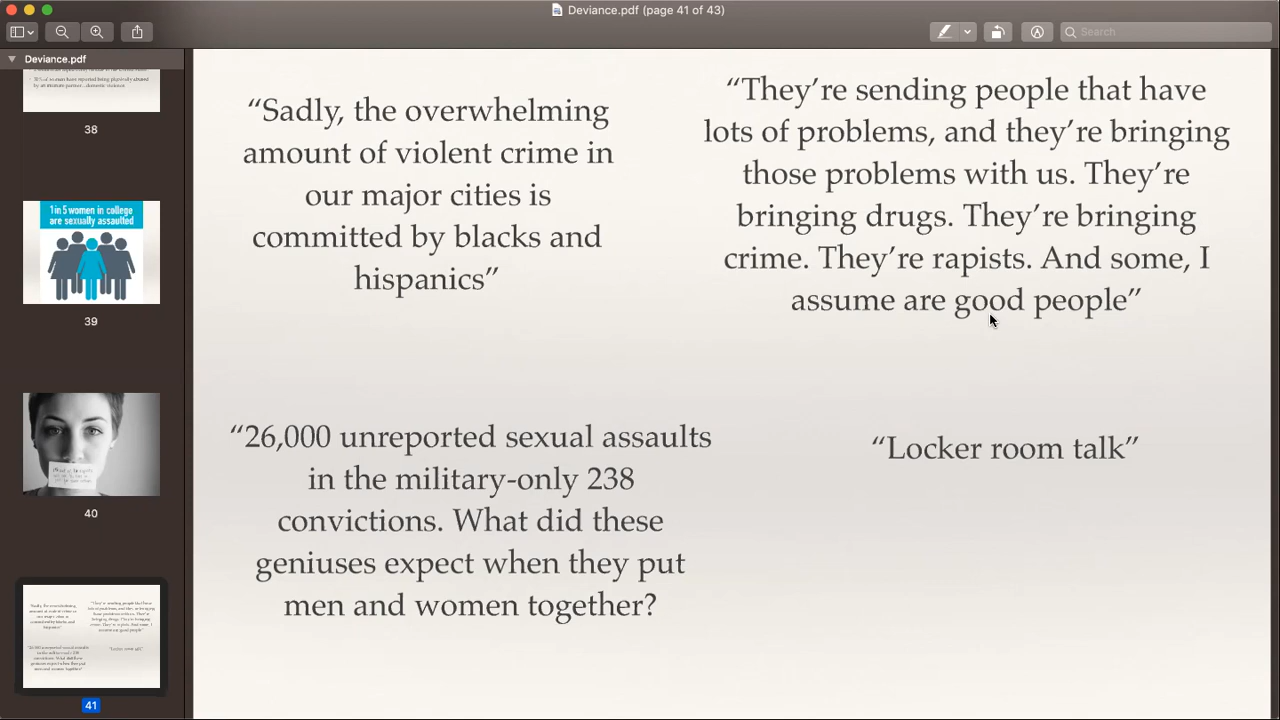 Deviance.pdf (page 41 of 43)
Search
Deviance.pdf
38
1 in 5 women in college
are sexually assaulted
39
40
41
“Sadly, the overwhelming
amount of violent crime in
our major cities is
committed by blacks and
hispanics”
“They’re sending people that have
lots of problems, and they’re bringing
those problems with us. They’re
bringing drugs. They’re bringing
crime. They’re rapists. And some, I
assume are good people”
“26,000 unreported sexual assaults
in the military-only 238
convictions. What did these
geniuses expect when they put
men and women together?
“Locker room talk”